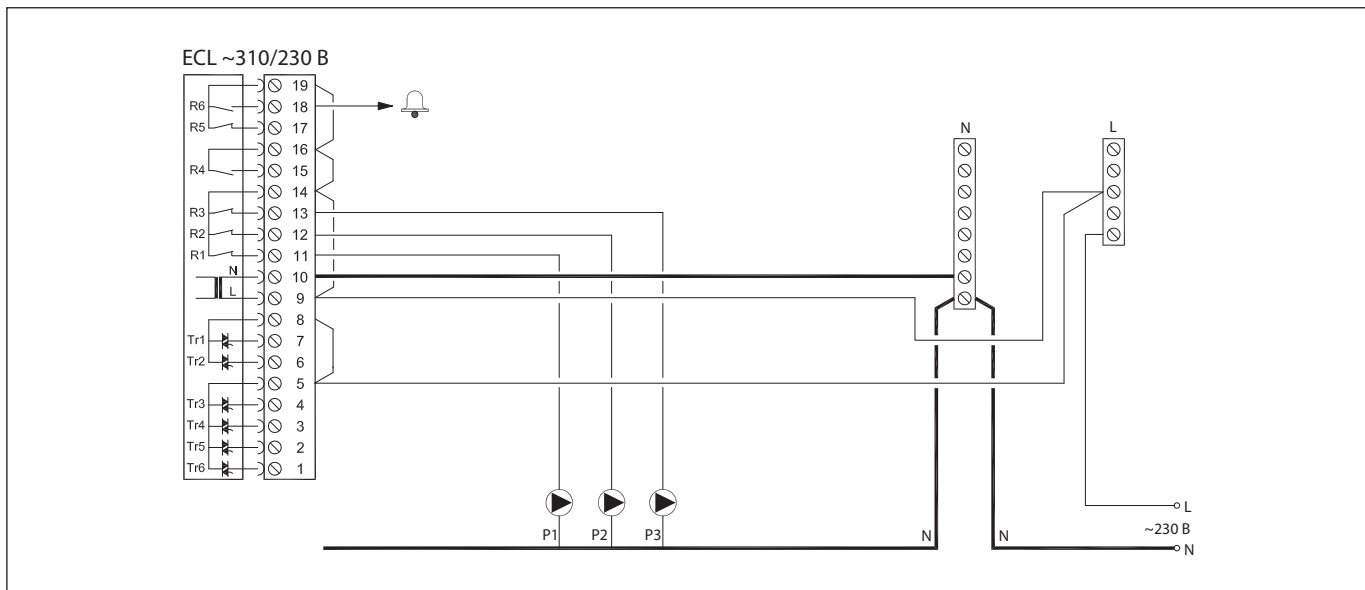 ECL ~310/230 В
19
R6 18
R5 17
16
R4 15
14
R3 13
R2 12
R1 11
N 10
L 9
8
Tr1 7
Tr2 6
5
Tr3 4
Tr4 3
Tr5 2
Tr6 1
N
L
P1 P2 P3
N N
L
~230 В
N